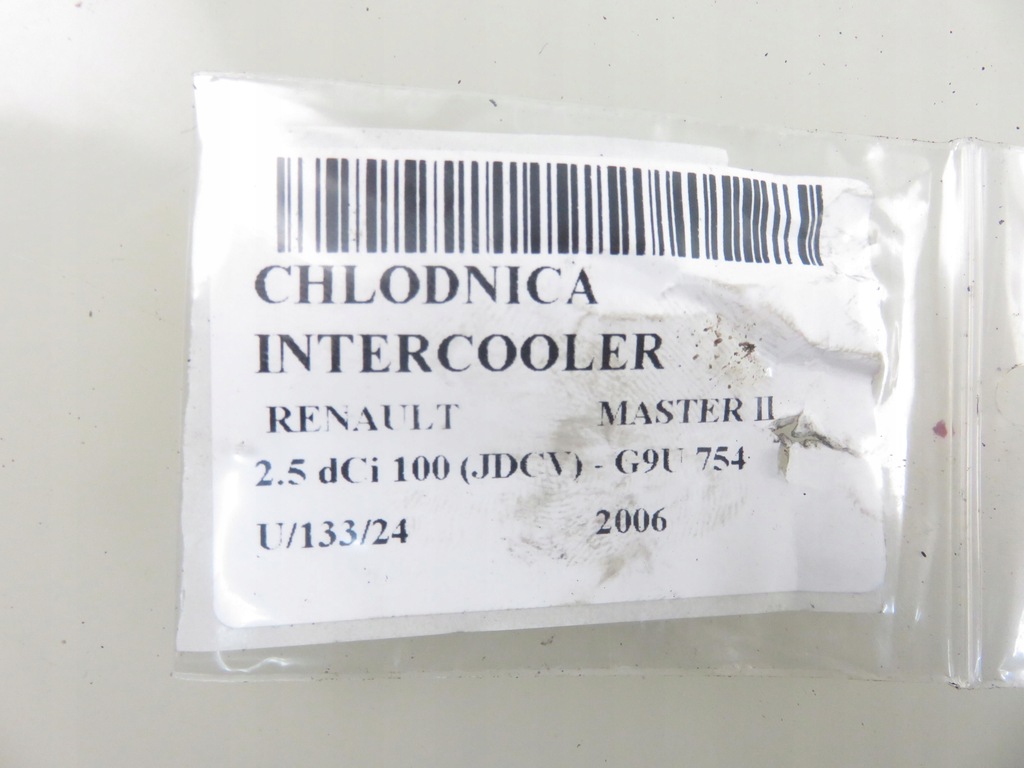 CHLODNICA
INTERCOOLER
RENAULT MASTER II
2.5 dCi 100 (JDCV) - G9U 754
U/133/24 2006